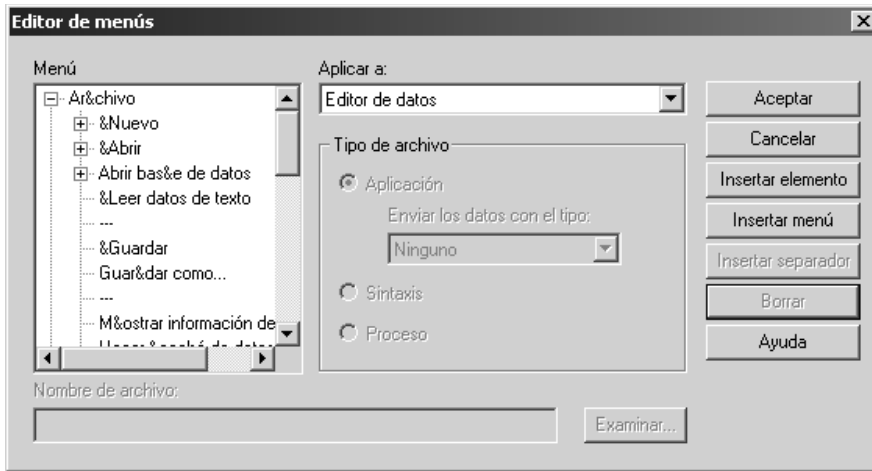 Editor de menús
Menú
Ar&chivo
&Nuevo
&Abrir
Abrir bas&e de datos
&Leer datos de texto
---
&Guardar
Guar&dar como...
---
M&ostrar información de
Aplicar a:
Editor de datos
Tipo de archivo
Aplicación
Enviar los datos con el tipo:
Ninguno
Sintaxis
Proceso
Aceptar
Cancelar
Insertar elemento
Insertar menú
Insertar separador
Borrar
Ayuda
Nombre de archivo:
Examinar...